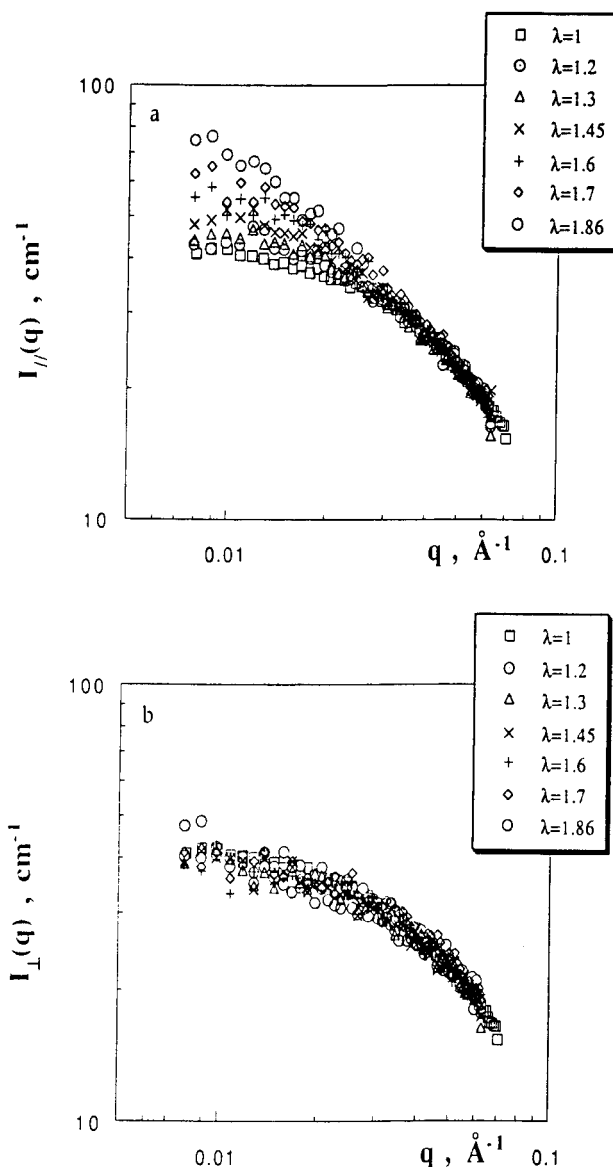 λ=1
λ=1.2
λ=1.3
λ=1.45
λ=1.6
λ=1.7
λ=1.86
100
a
I//(q) , cm-1
10
0.01
q , Å-1
0.1
λ=1
λ=1.2
λ=1.3
λ=1.45
λ=1.6
λ=1.7
λ=1.86
100
b
I⊥(q) , cm-1
10
0.01
q , Å-1
0.1